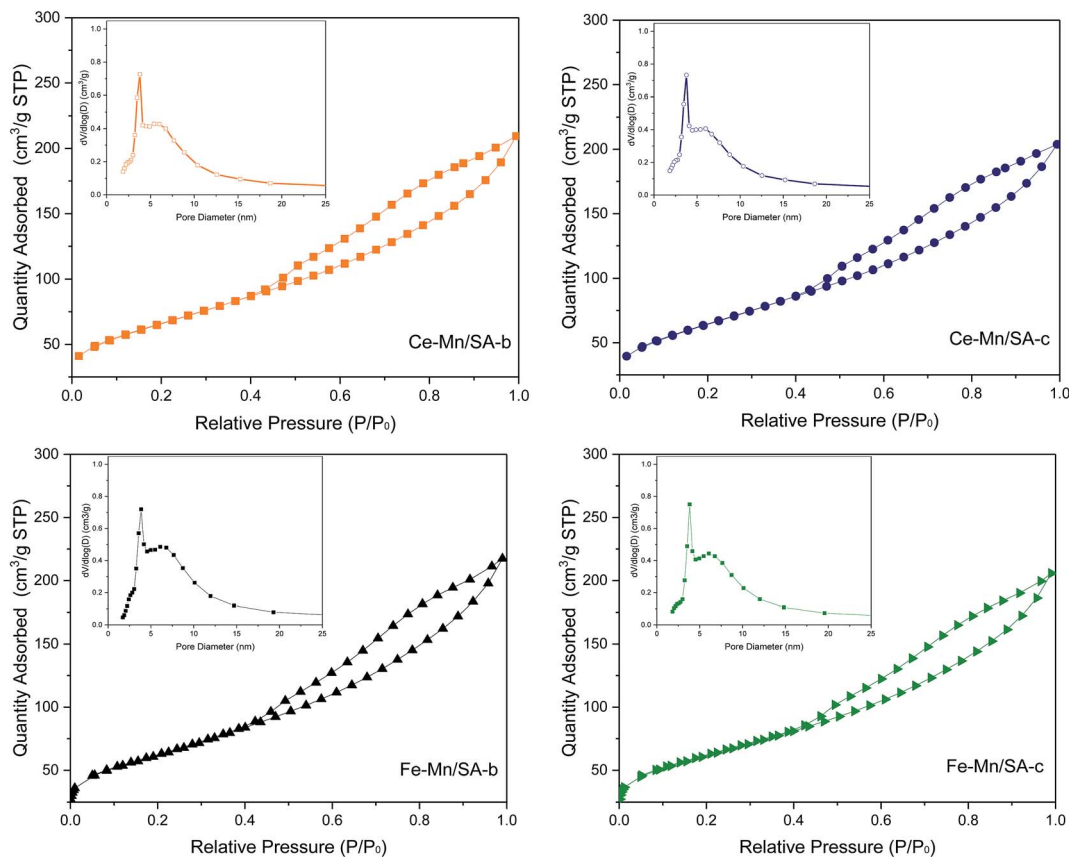 300
250
200
150
100
50
Quantity Adsorbed (cm³/g STP)
0.0 0.2 0.4 0.6 0.8 1.0
Relative Pressure (P/P₀)
Ce-Mn/SA-b
1.0
0.8
0.6
0.4
0.2
0.0
dV/dlog(D) (cm³/g)
0 5 10 15 20 25
Pore Diameter (nm)
300
250
200
150
100
50
Quantity Adsorbed (cm³/g STP)
0.0 0.2 0.4 0.6 0.8 1.0
Relative Pressure (P/P₀)
Ce-Mn/SA-c
1.0
0.8
0.6
0.4
0.2
0.0
dV/dlog(D) (cm³/g)
0 5 10 15 20 25
Pore Diameter (nm)
300
250
200
150
100
50
Quantity Adsorbed (cm³/g STP)
0.0 0.2 0.4 0.6 0.8 1.0
Relative Pressure (P/P₀)
Fe-Mn/SA-b
1.0
0.8
0.6
0.4
0.2
0.0
dV/dlog(D) (cm3/g)
0 5 10 15 20 25
Pore Diameter (nm)
300
250
200
150
100
50
Quantity Adsorbed (cm³/g STP)
0.0 0.2 0.4 0.6 0.8 1.0
Relative Pressure (P/P₀)
Fe-Mn/SA-c
1.0
0.8
0.6
0.4
0.2
0.0
dV/dlog(D) (cm3/g)
0 5 10 15 20 25
Pore Diameter (nm)